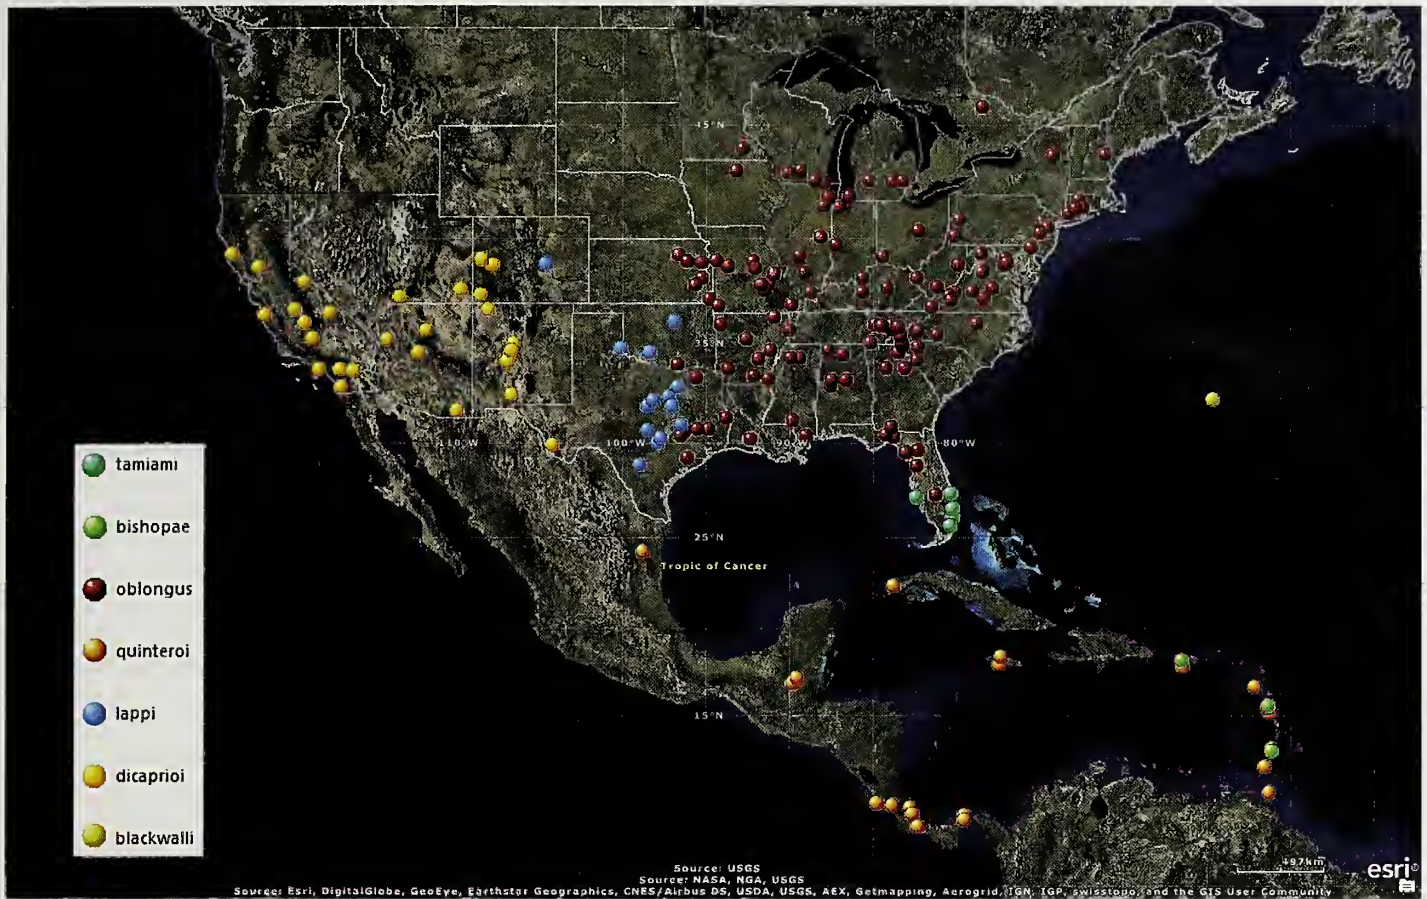 45°N
35°N
110°W
100°W
90°W
80°W
25°N
Tropic of Cancer
15°N
tamiami
bishopae
oblongus
quinteroi
lappi
dicaprioi
blackwalli
497km
esri
Source: USGS
Source: NASA, NGA, USGS
Source: Esri, DigitalGlobe, GeoEye, Earthstar Geographics, CNES/Airbus DS, USDA, USGS, AEX, Getmapping, Aerogrid, IGN, IGP, swisstopo, and the GIS User Community